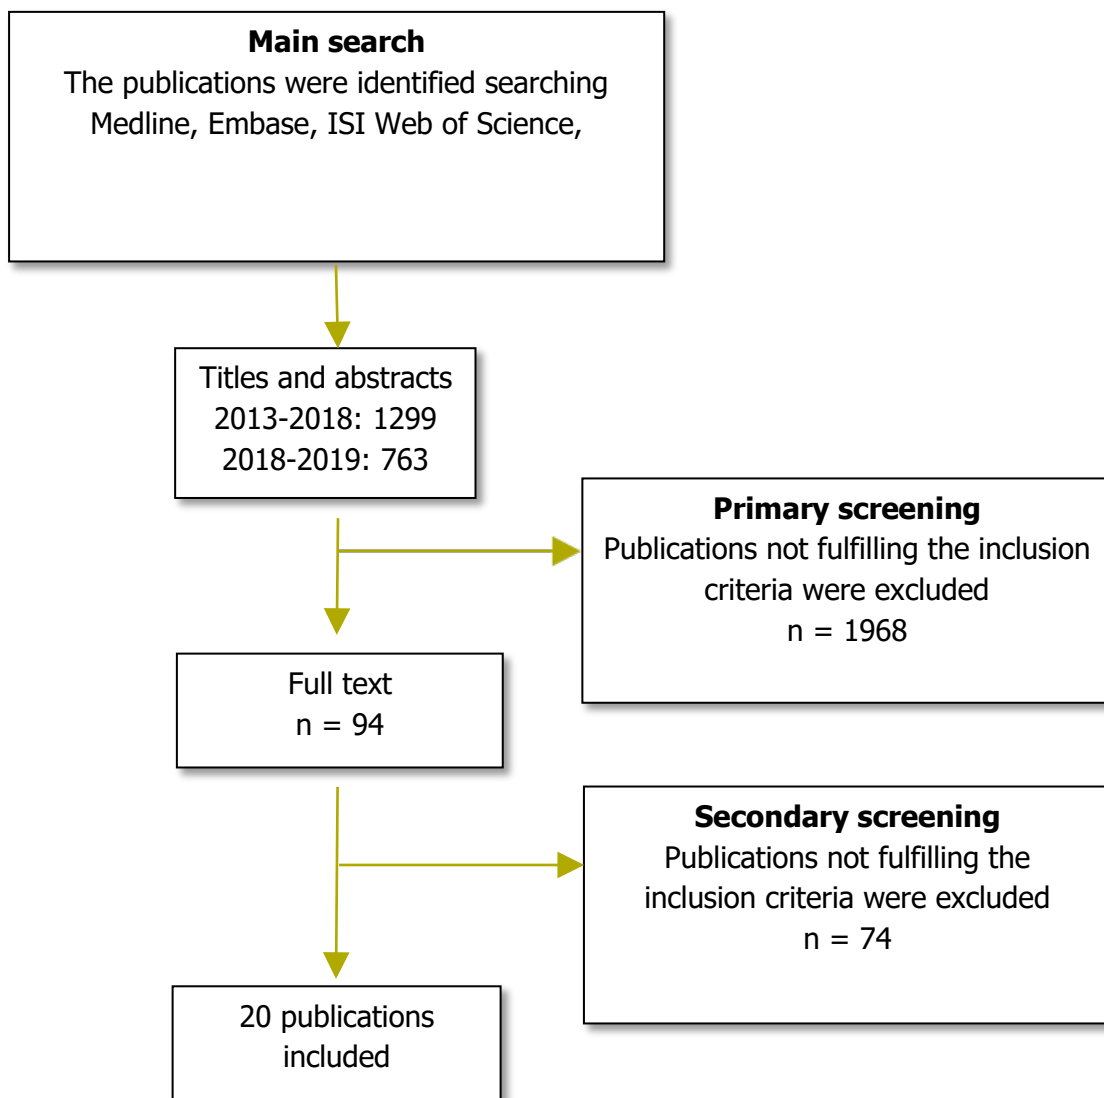 Main search
The publications were identified searching
Medline, Embase, ISI Web of Science,
Titles and abstracts
2013-2018: 1299
2018-2019: 763
Primary screening
Publications not fulfilling the inclusion
criteria were excluded
n = 1968
Full text
n = 94
Secondary screening
Publications not fulfilling the
inclusion criteria were excluded
n = 74
20 publications
included